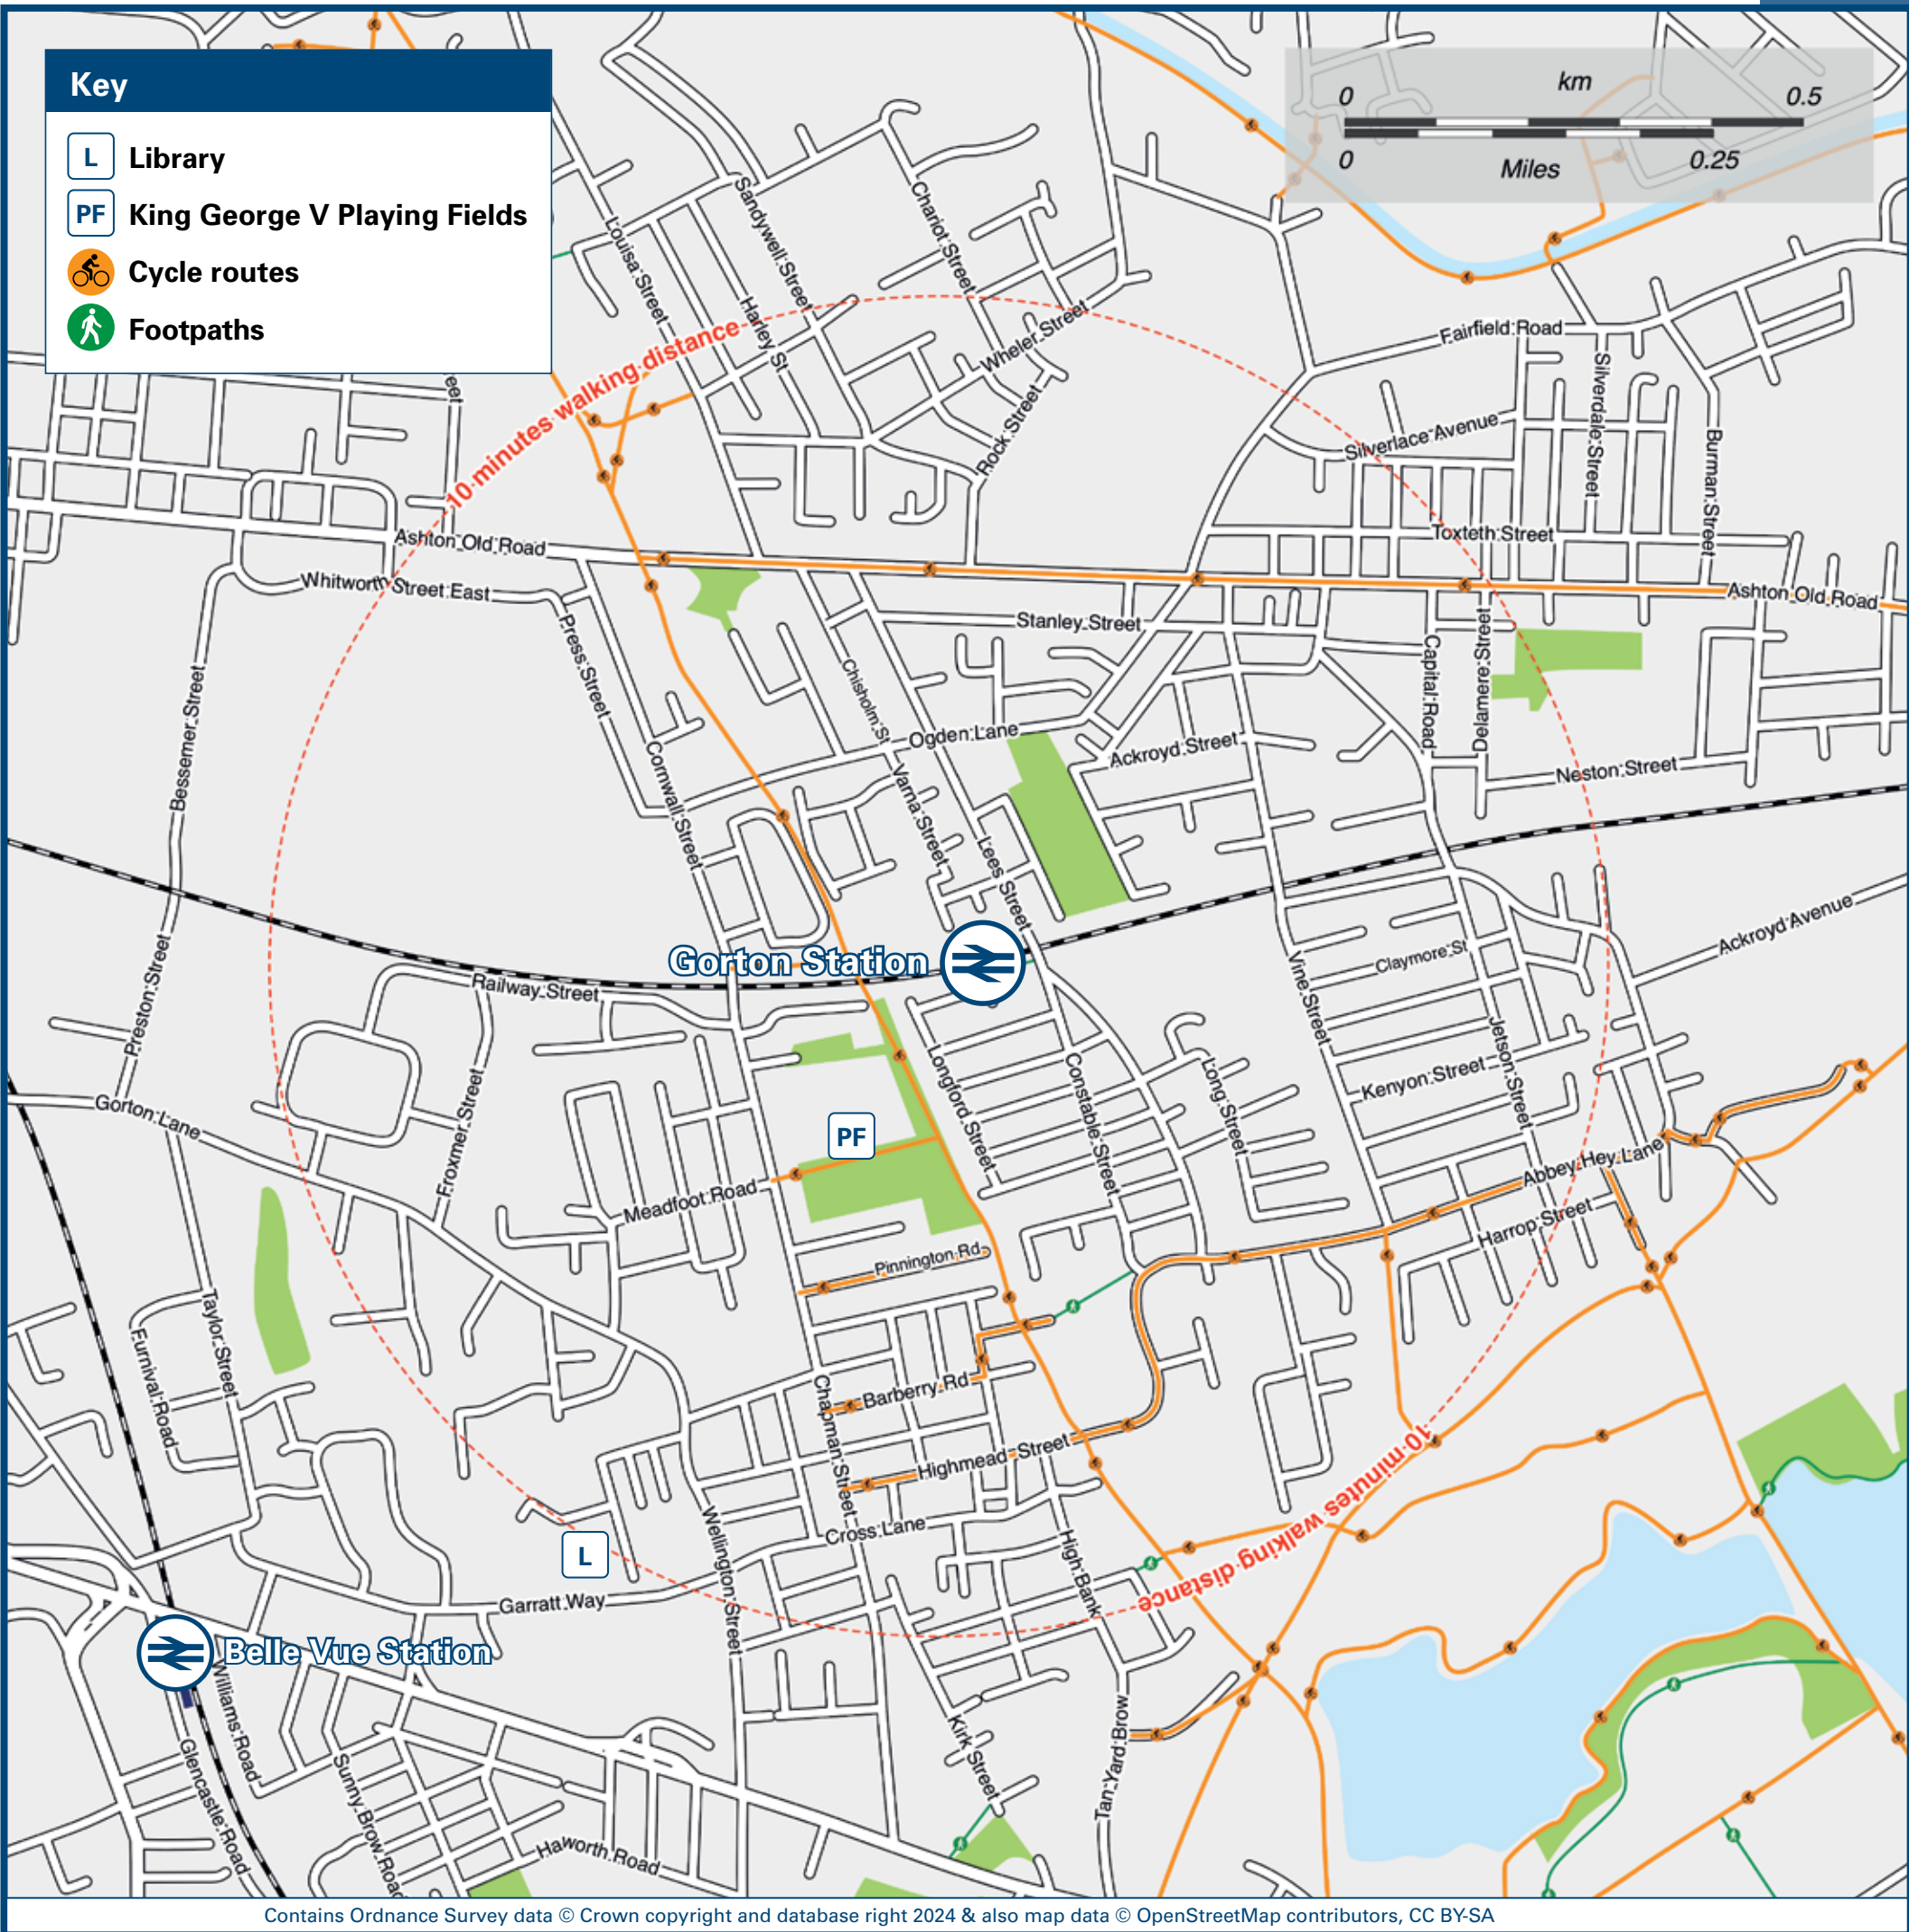 Key
L Library
PF King George V Playing Fields
Cycle routes
Footpaths
km
0 0.5
0 0.25
Miles
Sandywell Street
Chariot Street
Louisa Street
Harley St
Wheler Street
Fairfield Road
Silverdale Street
10 minutes walking distance
eet
Rock Street
Silverlace Avenue
Burman Street
Ashton Old Road
Toxteth Street
Whitworth Street East
Ashton Old Road
Press Street
Stanley Street
Capital Road
Delamere Street
Bessemer Street
Chisholm St
Ogden Lane
Ackroyd Street
Neston Street
Cornwall Street
Varna Street
Lees Street
Gorton Station
Ackroyd Avenue
Claymore St
Vine Street
Preston Street
Railway Street
Jetson Street
Longford Street
Constable Street
Long Street
Kenyon Street
Gorton Lane
Froxmer Street
PF
Meadfoot Road
Abbey Hey Lane
Harrop Street
Pinnington Rd
Taylor Street
Furnival Road
Barberry Rd
Chapman Street
Highmead Street
10 minutes walking distance
Wellington Street
Cross Lane
High Bank
L
Garratt Way
Belle Vue Station
Williams Road
Glencastle Road
Sunny Brow Road
Kirk Street
Tan Yard Brow
Haworth Road
Contains Ordnance Survey data © Crown copyright and database right 2024 & also map data © OpenStreetMap contributors, CC BY-SA